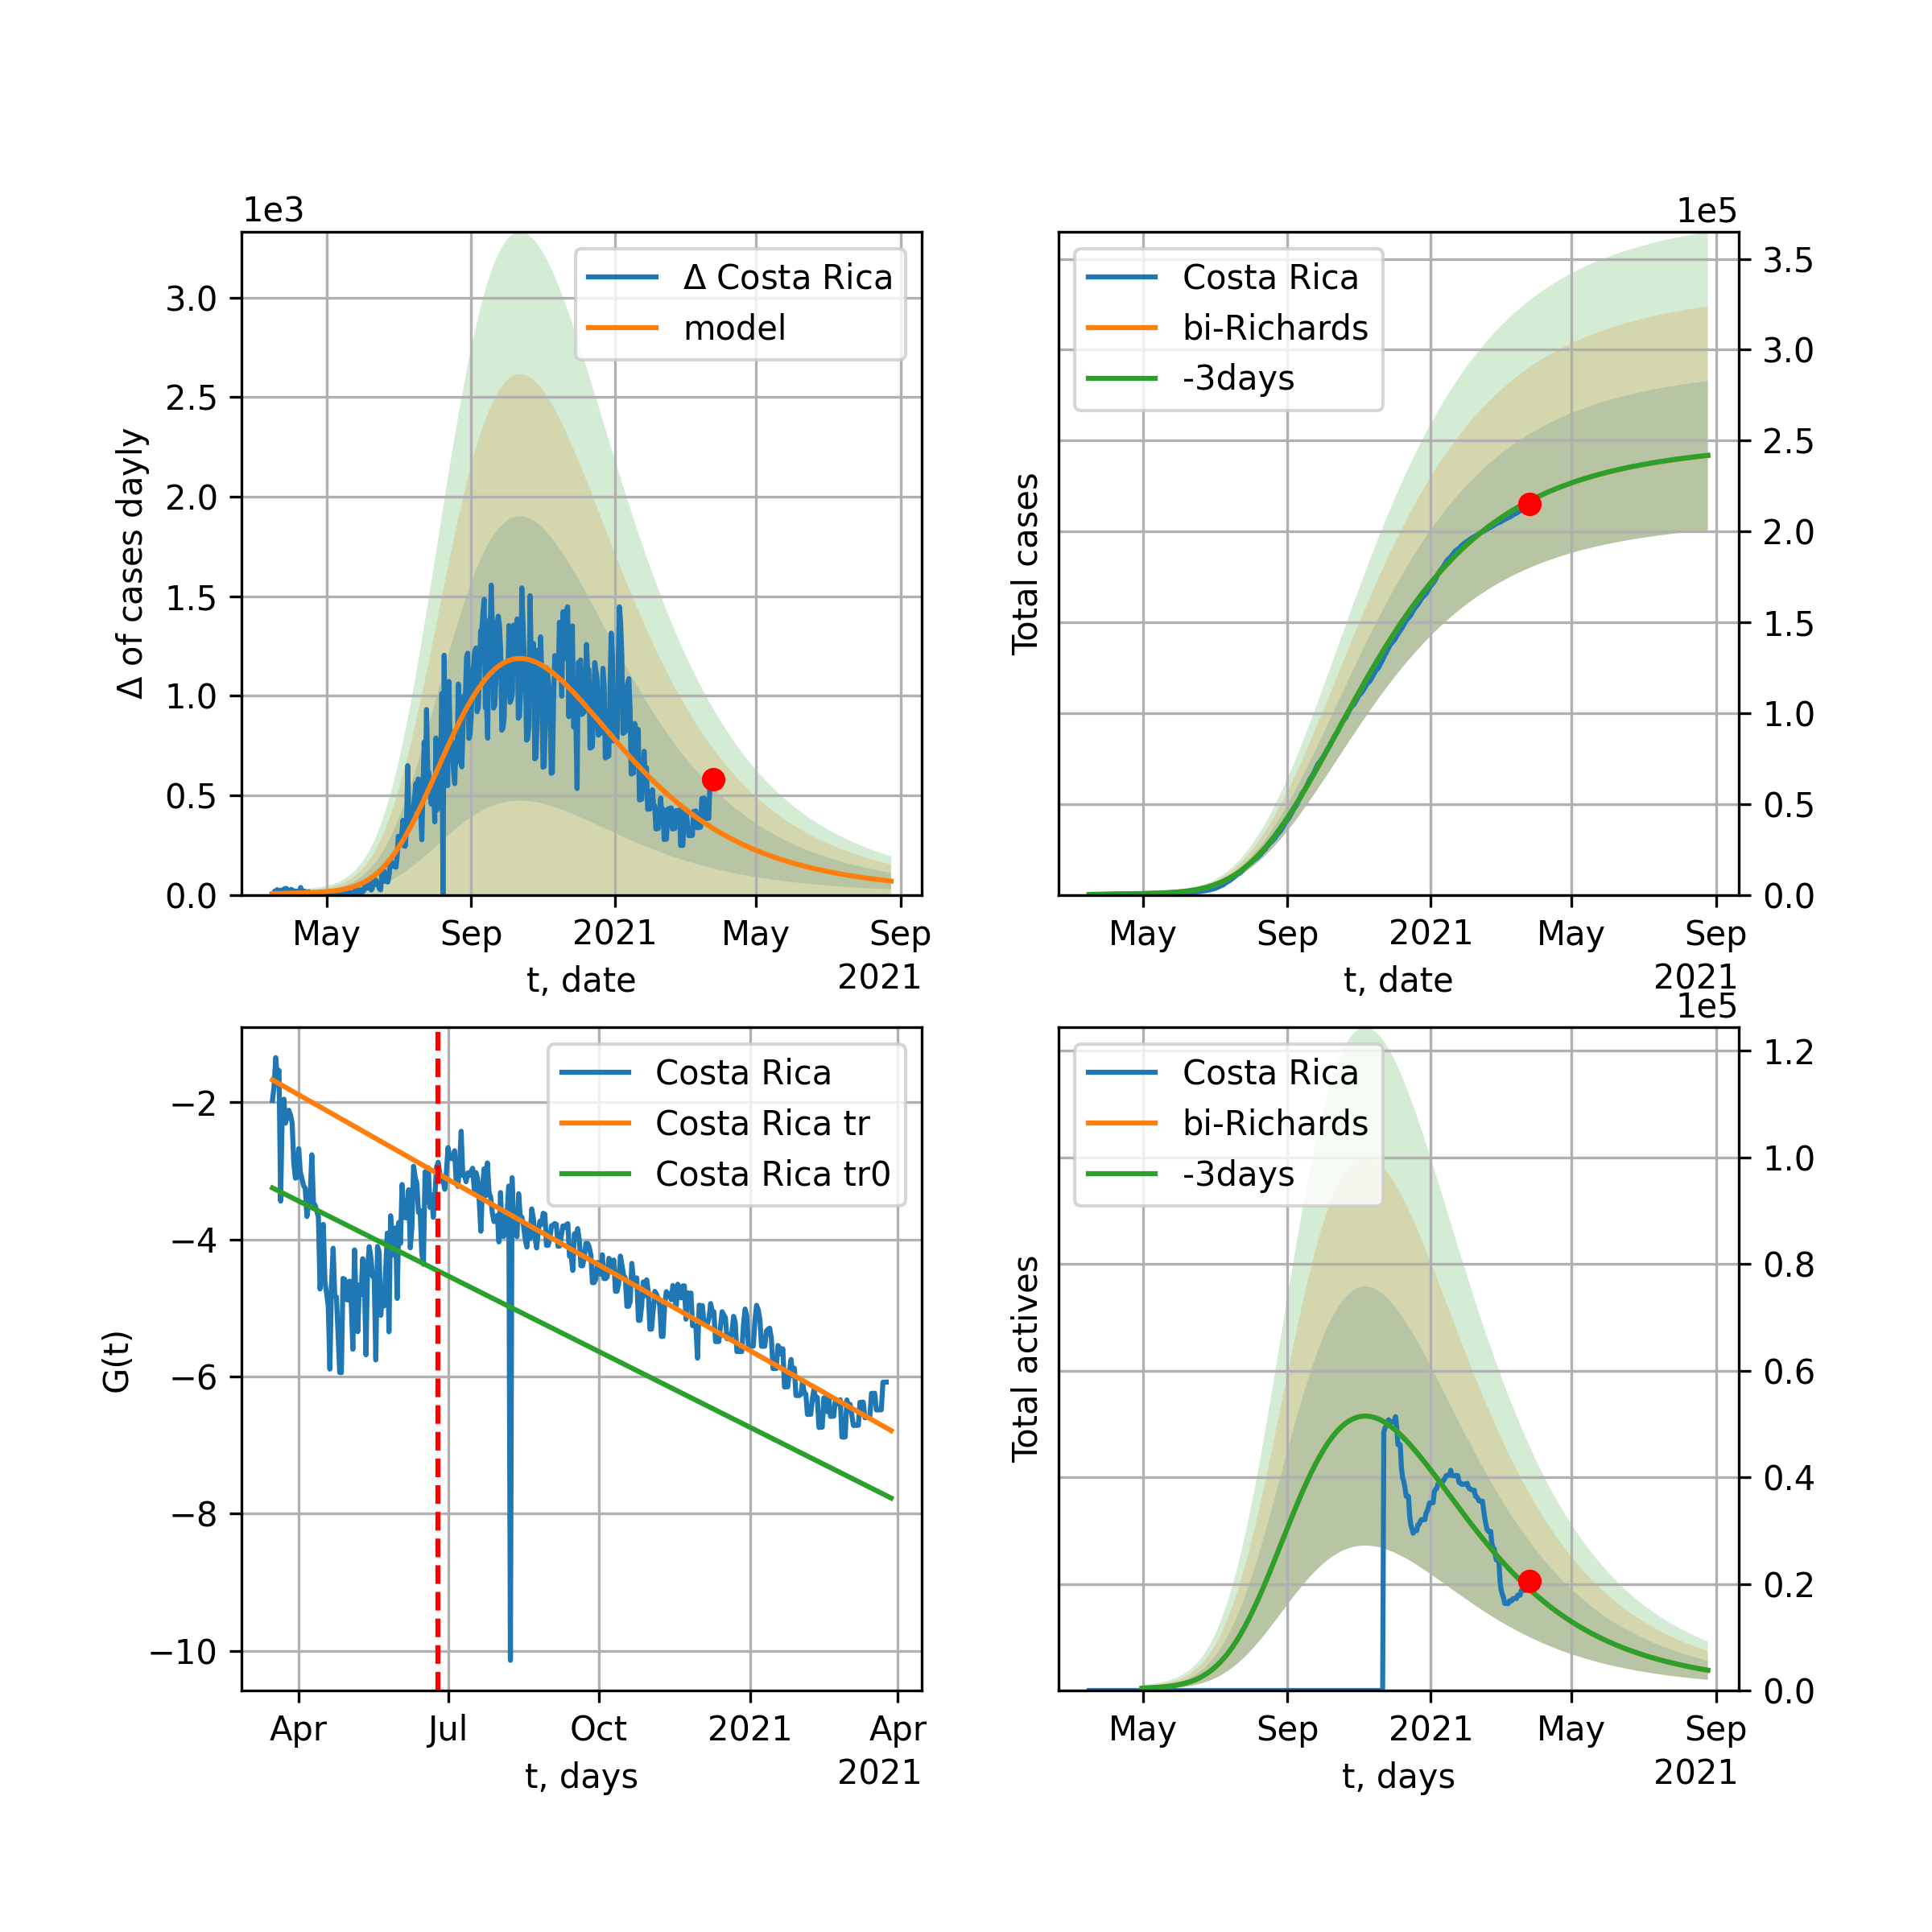 1e3
Δ of cases dayly
3.0
2.5
2.0
1.5
1.0
0.5
0.0
Δ Costa Rica
model
May
Sep
2021
May
Sep
2021
t, date
1e5
Total cases
Costa Rica
bi-Richards
-3days
3.5
3.0
2.5
2.0
1.5
1.0
0.5
0.0
May
Sep
2021
May
Sep
2021
t, date
G(t)
−2
−4
−6
−8
−10
Costa Rica
Costa Rica tr
Costa Rica tr0
Apr
Jul
Oct
2021
Apr
2021
t, days
1e5
Total actives
Costa Rica
bi-Richards
-3days
1.2
1.0
0.8
0.6
0.4
0.2
0.0
May
Sep
2021
May
Sep
2021
t, days